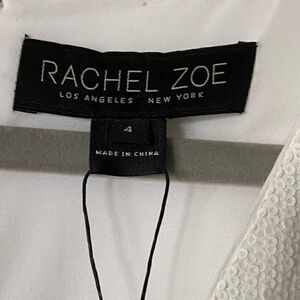 RACHEL ZOE
LOS ANGELES NEW YORK
4
MADE IN CHINA